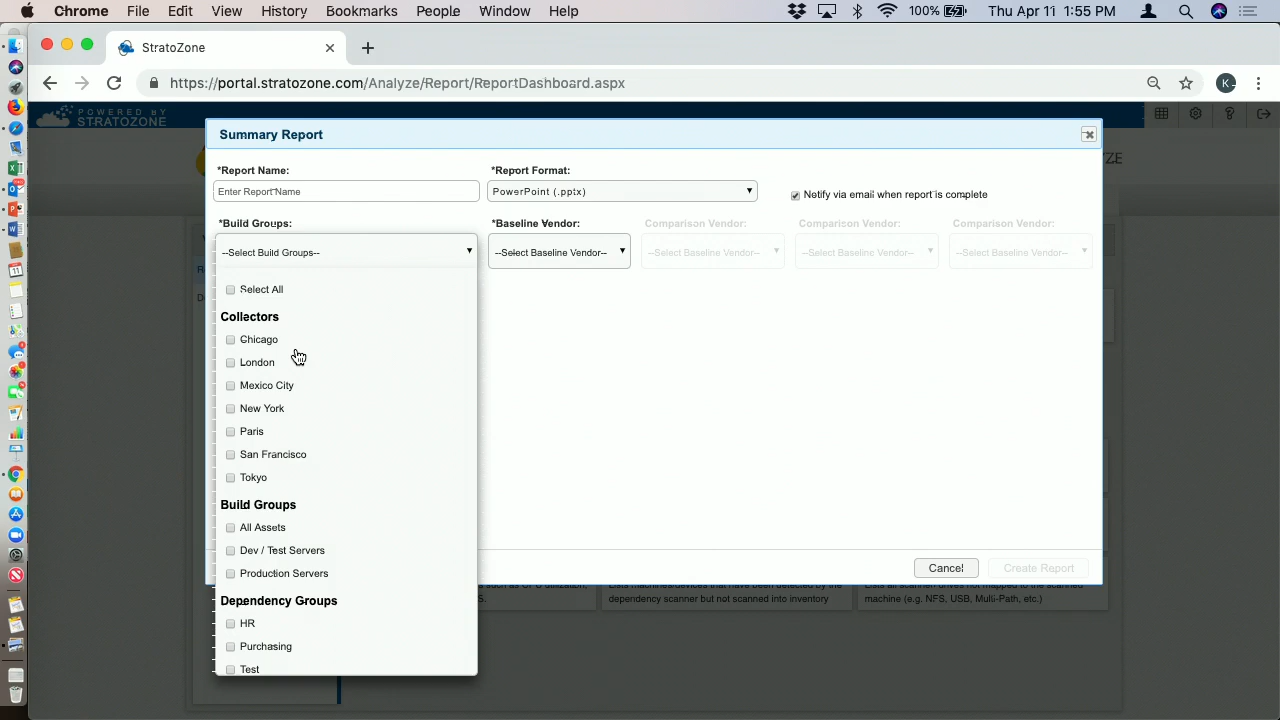 Chrome File Edit View History Bookmarks People Window Help 100% Thu Apr 11 1:55 PM
StratoZone
https://portal.stratozone.com/Analyze/Report/ReportDashboard.aspx
K
POWERED BY
STRATOZONE
Summary Report
ZE
*Report Name: *Report Format:
Enter Report Name PowerPoint (.pptx) Notify via email when report is complete
*Build Groups: *Baseline Vendor: Comparison Vendor: Comparison Vendor: Comparison Vendor:
--Select Build Groups-- --Select Baseline Vendor-- --Select Baseline Vendor-- --Select Baseline Vendor-- --Select Baseline Vendor--
Select All
Collectors
Chicago
London
Mexico City
New York
Paris
San Francisco
Tokyo
Build Groups
All Assets
Dev / Test Servers
Production Servers
Cancel Create Report
Dependency Groups
dependency scanner but not scanned into inventory machine (e.g. NFS, USB, Multi-Path, etc.)
HR
Purchasing
Test